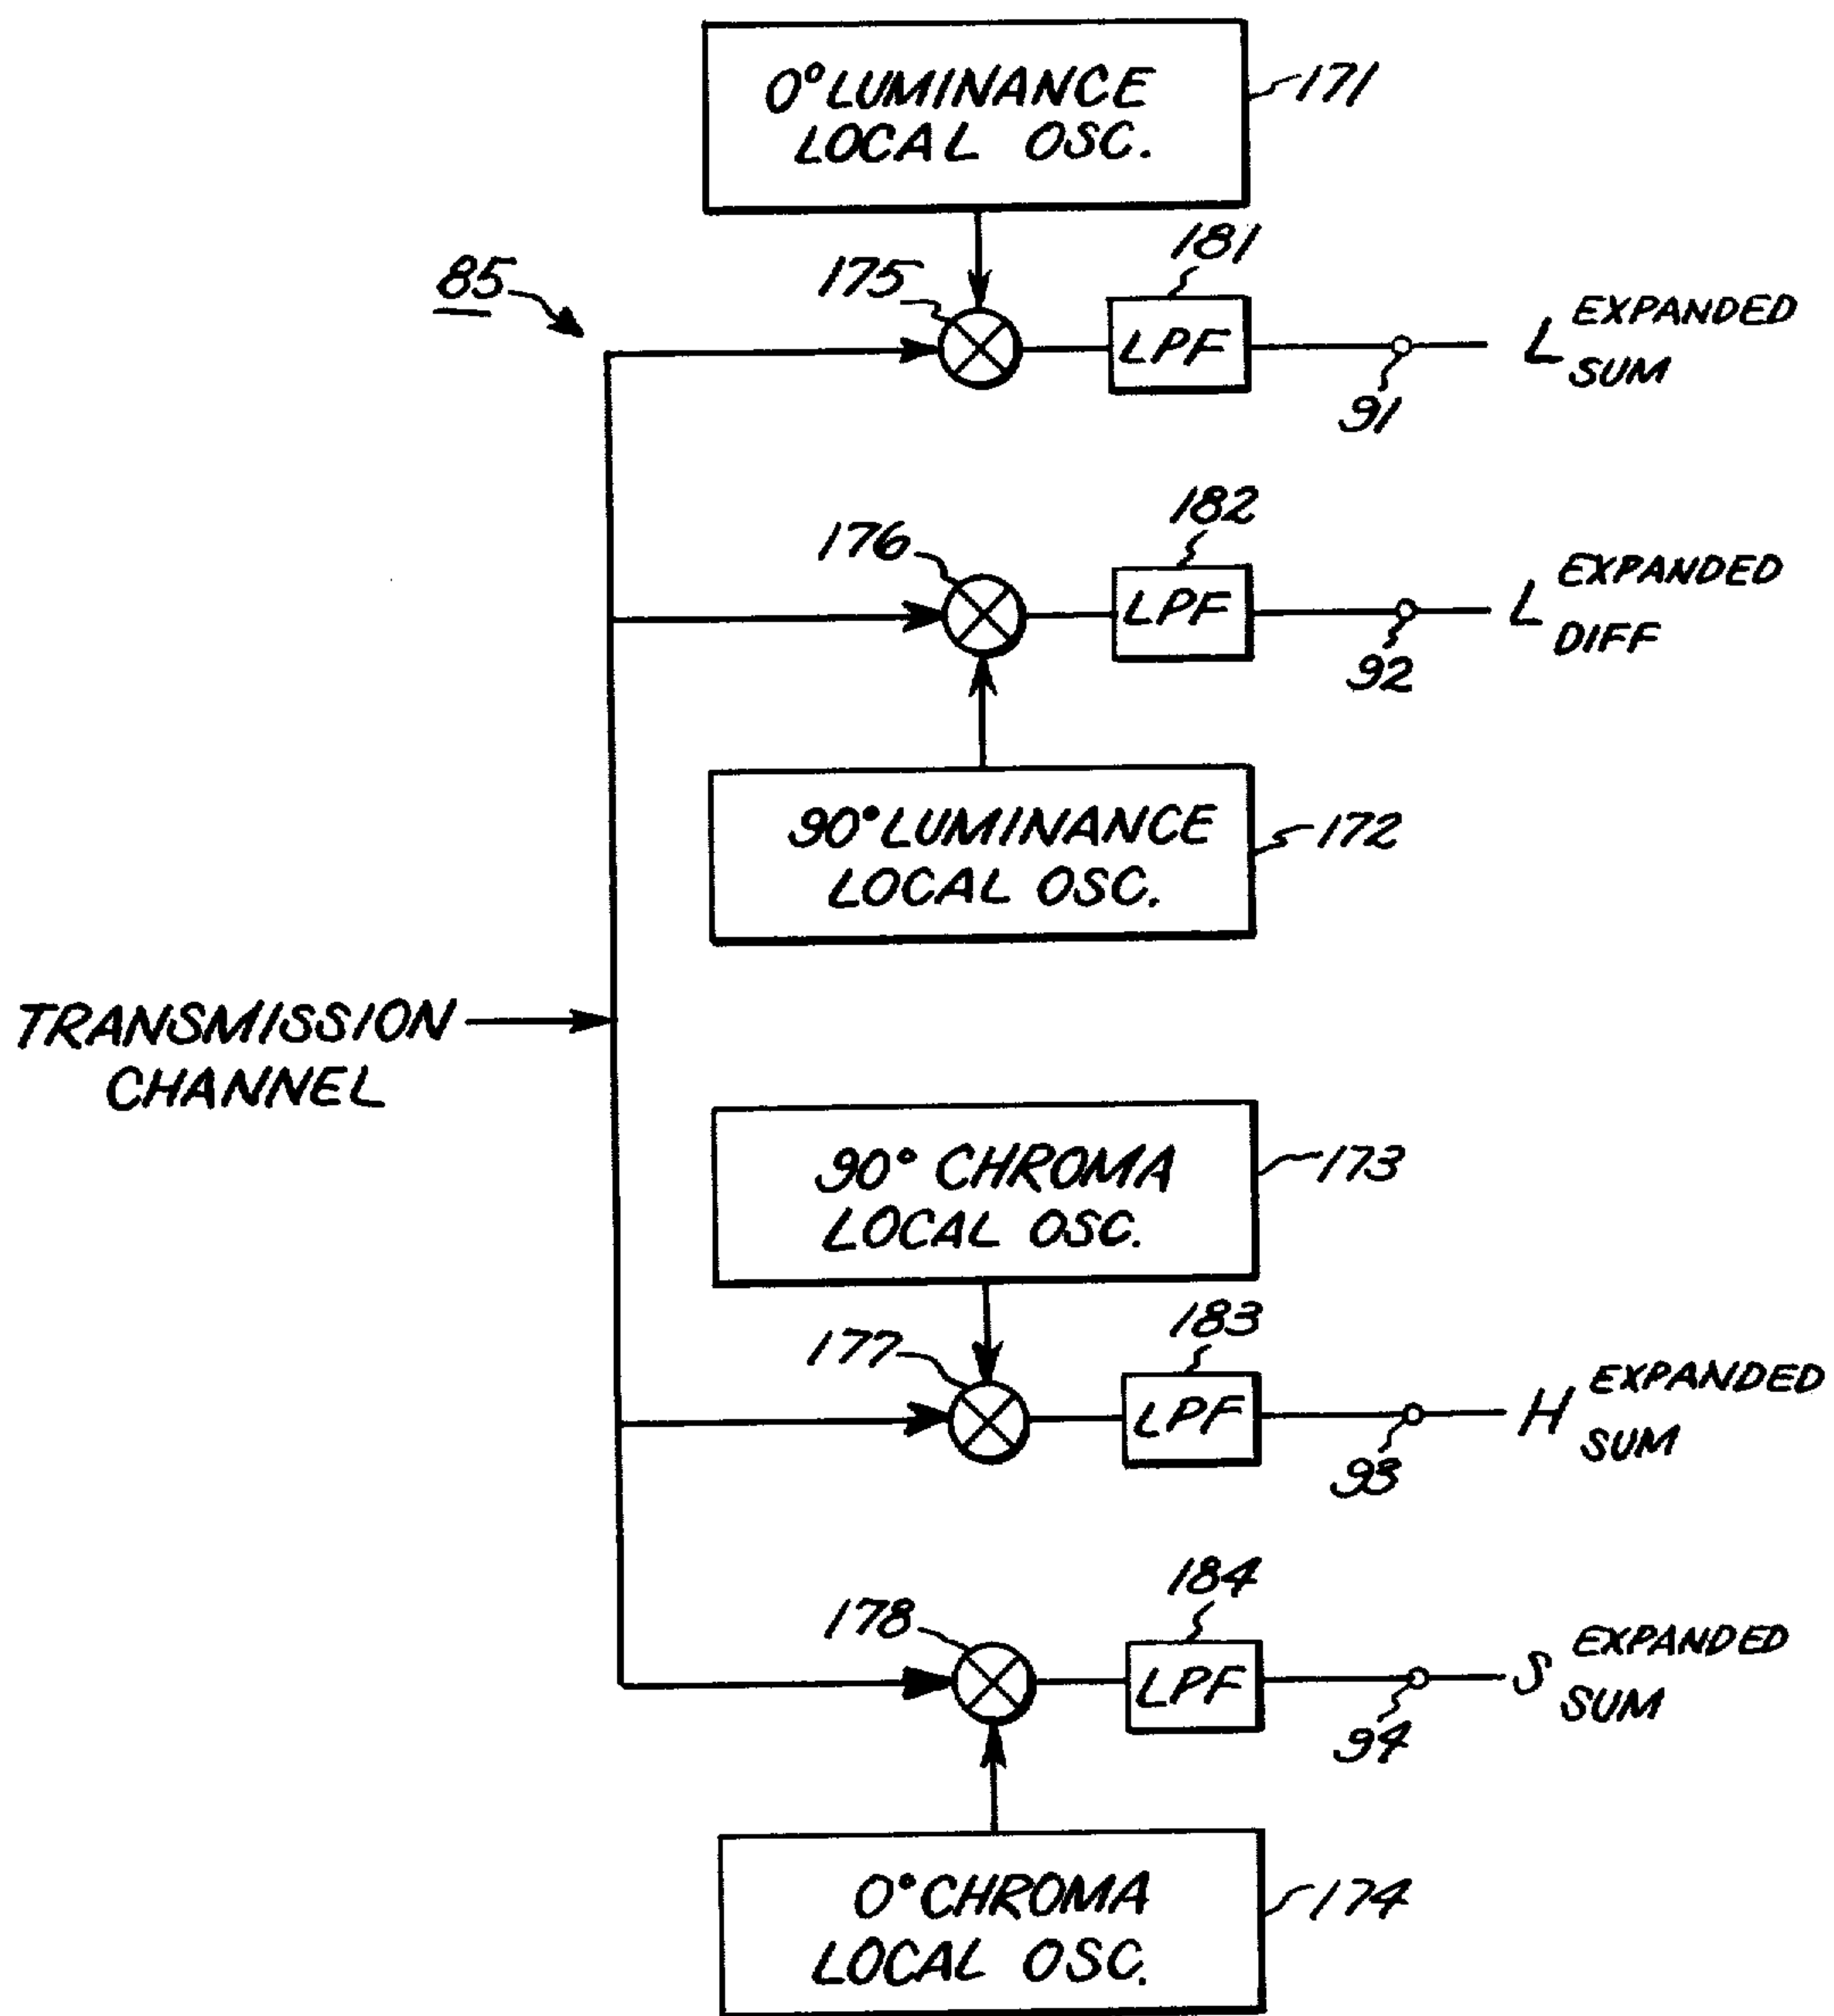 0° LUMINANCE
LOCAL OSC.
171
175
181
85
LPF
L EXPANDED SUM
91
176
182
LPF
L EXPANDED DIFF
92
90° LUMINANCE
LOCAL OSC.
172
TRANSMISSION
CHANNEL
90° CHROMA
LOCAL OSC.
173
177
183
LPF
H EXPANDED SUM
93
178
184
LPF
S EXPANDED SUM
94
0° CHROMA
LOCAL OSC.
174